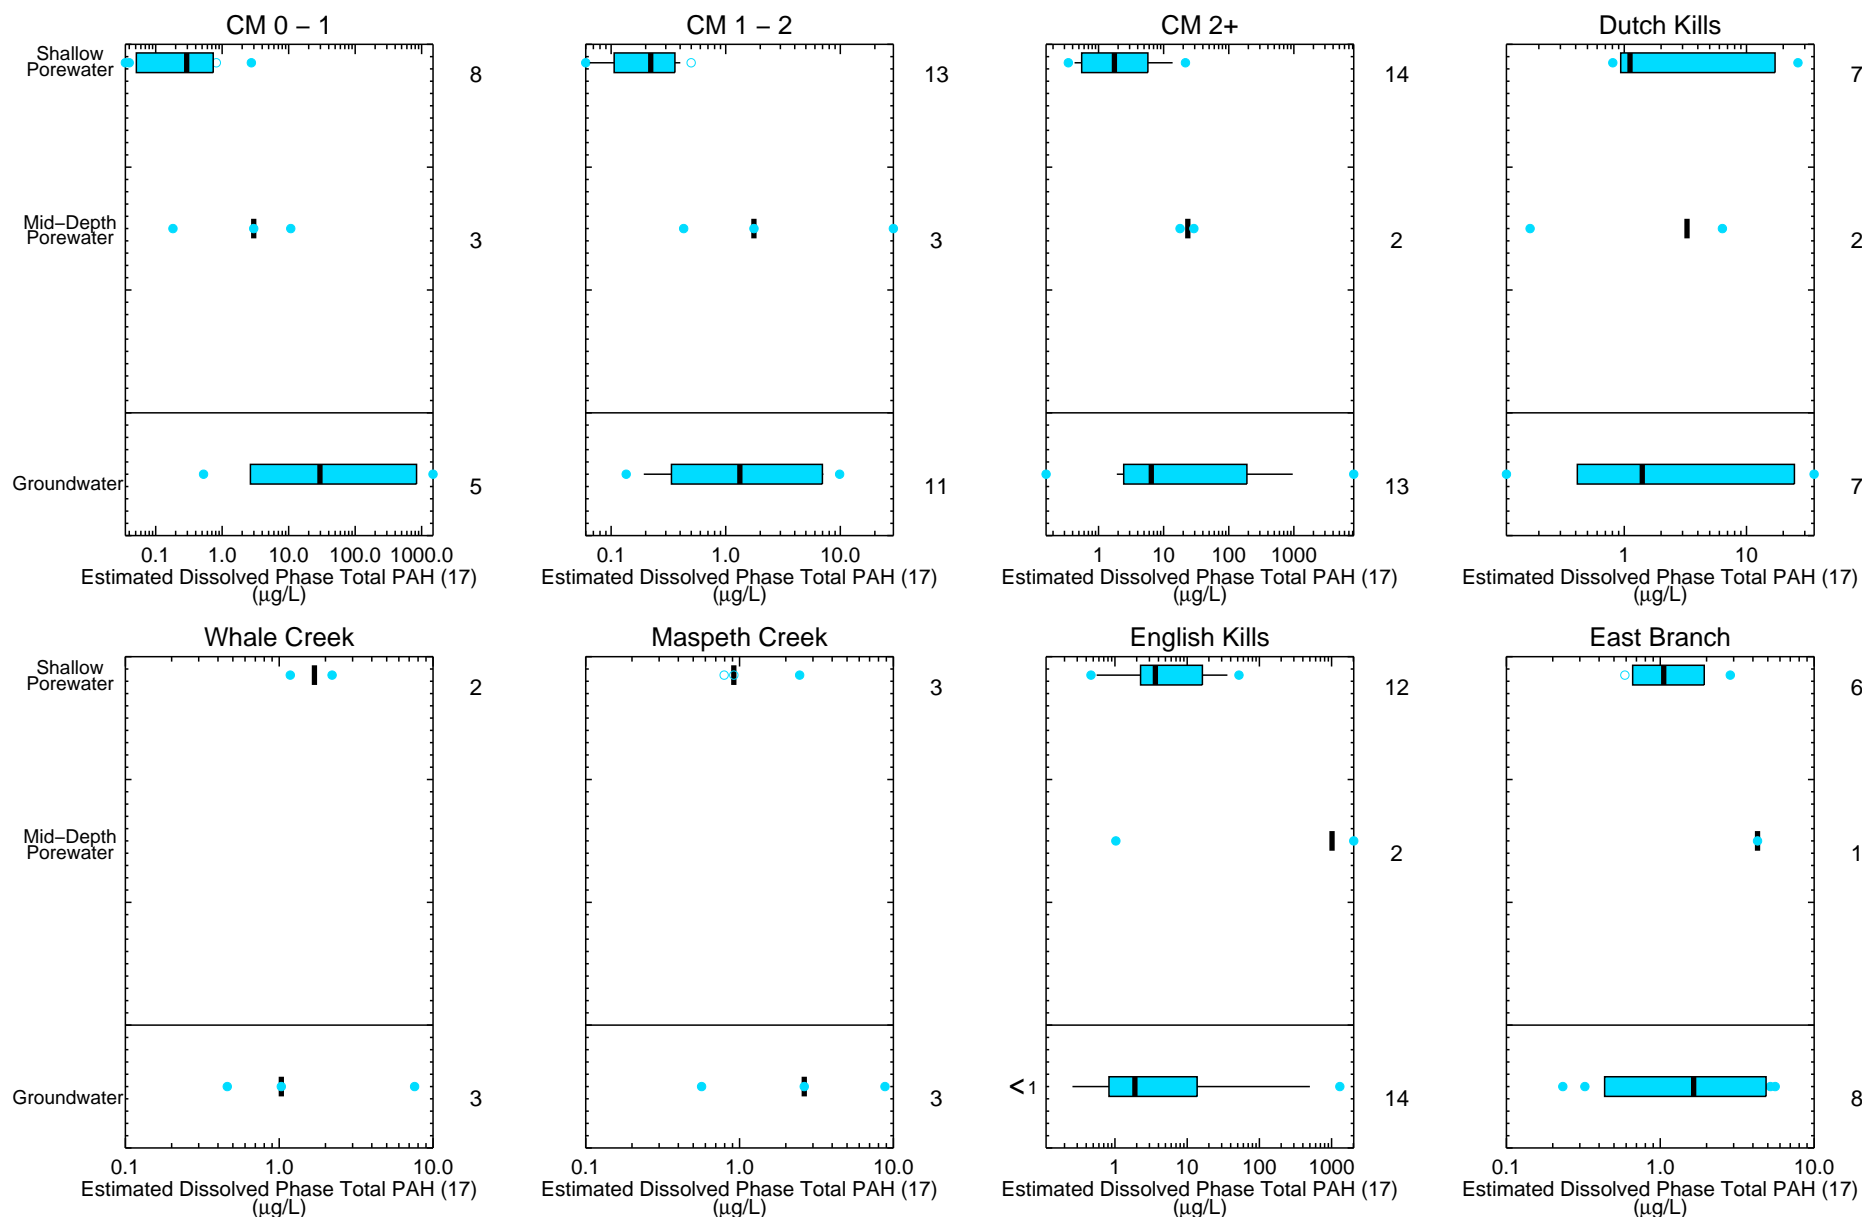 CM 0 – 1
CM 1 – 2
CM 2+
Dutch Kills
Shallow
Porewater
8
13
14
7
Mid–Depth
Porewater
3
3
2
2
Groundwater
5
11
13
7
0.1 1.0 10.0 100.0 1000.0
0.1 1.0 10.0
1 10 100 1000
1 10
Estimated Dissolved Phase Total PAH (17)
(µg/L)
Estimated Dissolved Phase Total PAH (17)
(µg/L)
Estimated Dissolved Phase Total PAH (17)
(µg/L)
Estimated Dissolved Phase Total PAH (17)
(µg/L)
Whale Creek
Maspeth Creek
English Kills
East Branch
Shallow
Porewater
2
3
12
6
Mid–Depth
Porewater
2
1
Groundwater
3
3
<1
14
8
0.1 1.0 10.0
0.1 1.0 10.0
1 10 100 1000
0.1 1.0 10.0
Estimated Dissolved Phase Total PAH (17)
(µg/L)
Estimated Dissolved Phase Total PAH (17)
(µg/L)
Estimated Dissolved Phase Total PAH (17)
(µg/L)
Estimated Dissolved Phase Total PAH (17)
(µg/L)